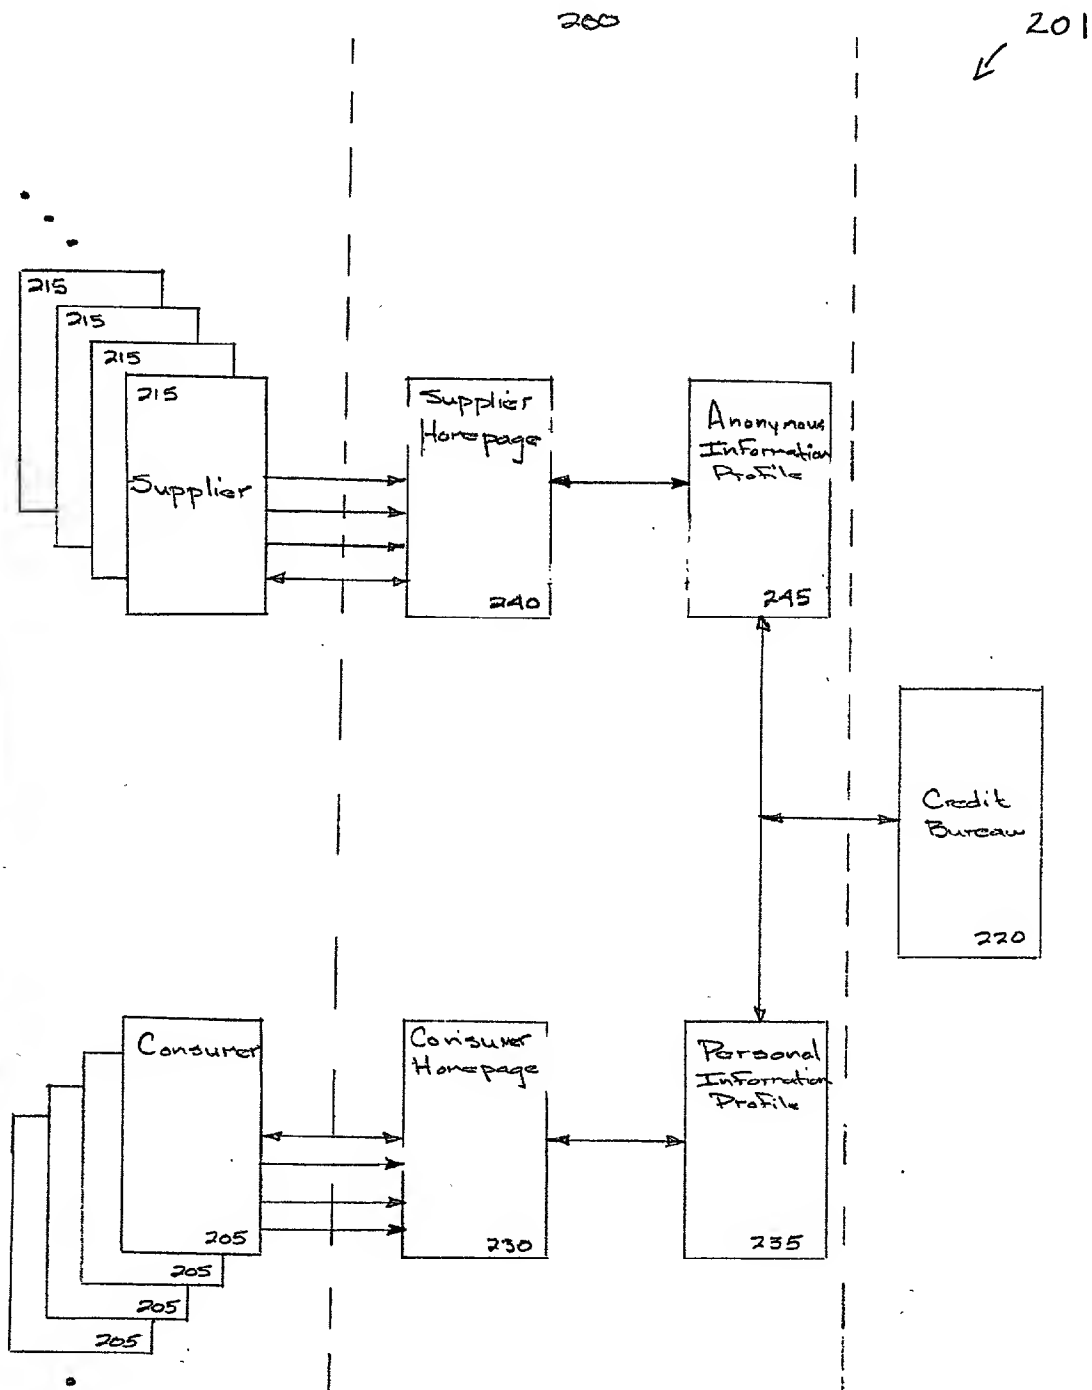 200
201
215
215
215
215
Supplier
Supplier
Homepage
240
Anonymous
Information
Profile
245
Credit
Bureau
220
Consumer
205
205
205
205
Consumer
Homepage
230
Personal
Information
Profile
235